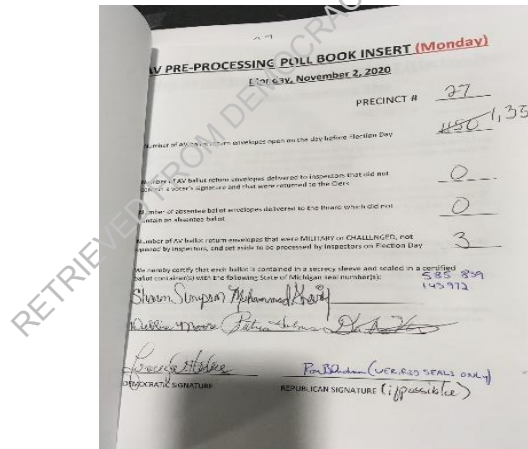 AV PRE-PROCESSING POLL BOOK INSERT (Monday)
Monday, November 2, 2020
PRECINCT # 27
Number of AV ballot return envelopes open on the day before Election Day 1,35
Number of AV ballot return envelopes delivered to inspectors that did not
contain a voter's signature and that were returned to the Clerk 0
Number of absentee ballot envelopes delivered to the Board which did not
contain an absentee ballot 0
Number of AV ballot return envelopes that were MILITARY or CHALLENGED, not
opened by inspectors, and set aside to be processed by inspectors on Election Day 3
We hereby certify that each ballot is contained in a secrecy sleeve and sealed in a certified
ballot container(s) with the following State of Michigan seal number(s): 585 839
145972
Sharon Simpson Mohammed
Debbie Moore Patricia
(VERIFIED SEALS ONLY)
DEMOCRATIC SIGNATURE REPUBLICAN SIGNATURE (if possible)
RETRIEVED FROM DEMOCRAC